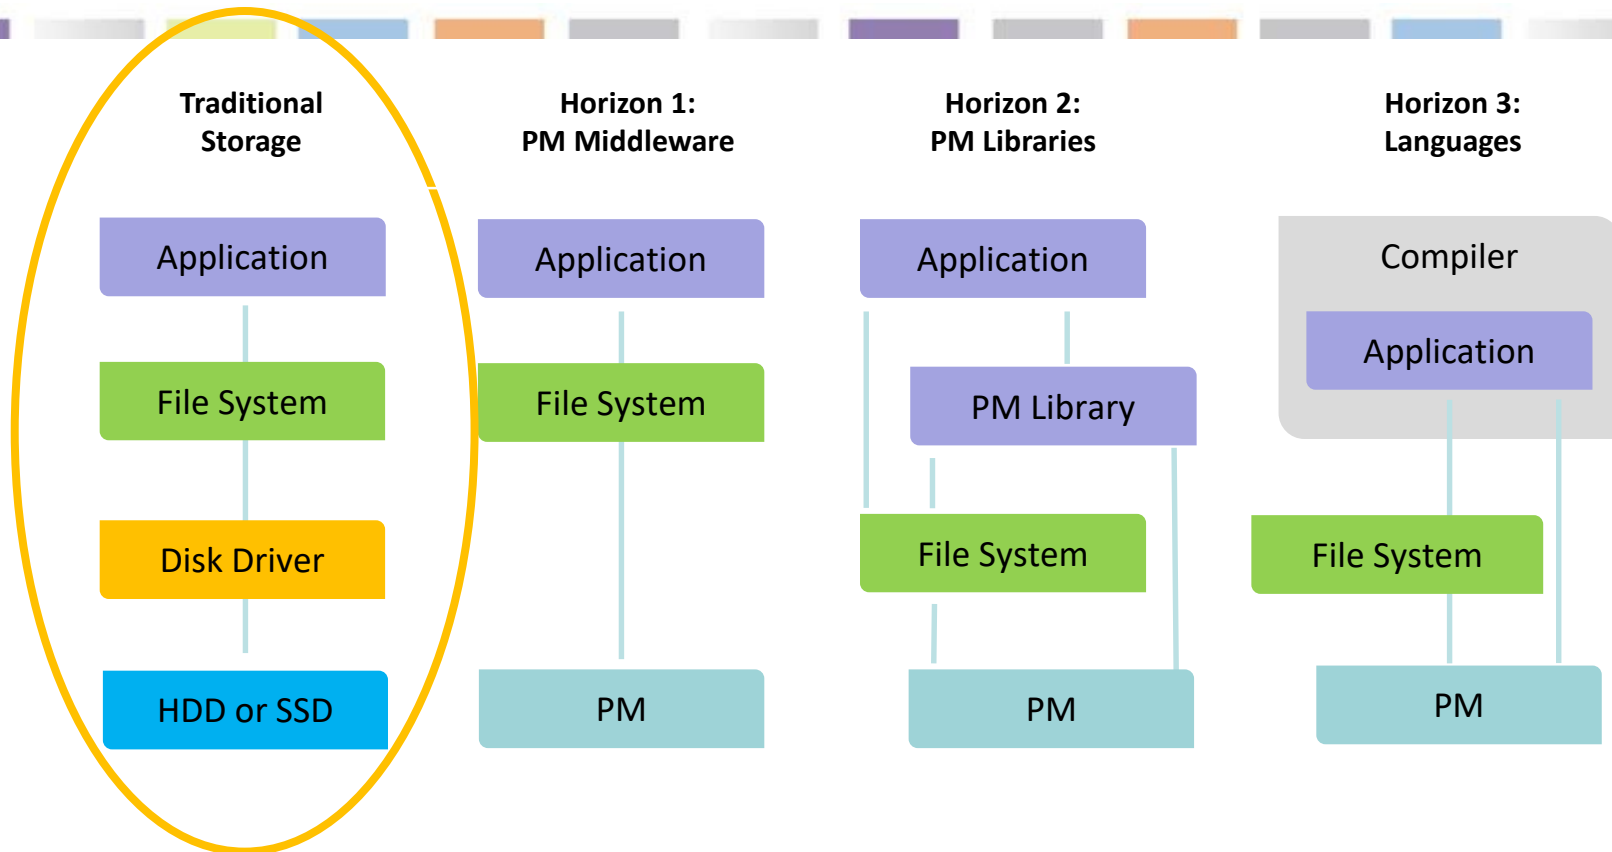 Traditional
Storage
Horizon 1:
PM Middleware
Horizon 2:
PM Libraries
Horizon 3:
Languages
Application
File System
Disk Driver
HDD or SSD
Application
File System
PM
Application
PM Library
File System
PM
Compiler
Application
File System
PM